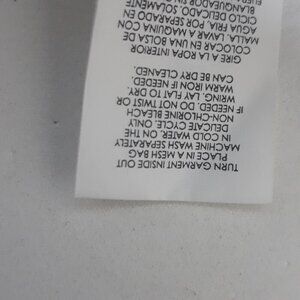 TURN GARMENT INSIDE OUT
PLACE IN A MESH BAG
MACHINE WASH SEPARATELY
IN COLD WATER, ON THE
DELICATE CYCLE. ONLY
NON-CHLORINE BLEACH
IF NEEDED. DO NOT TWIST OR
WRING. LAY FLAT TO DRY.
WARM IRON IF NEEDED.
CAN BE DRY CLEANED.
GIRE A LA ROPA INTERIOR
COLOCAR EN UNA BOLSA DE
MALLA, LAVAR A MAQUINA CON
AGUA FRIA, POR SEPARADO
CICLO DELICADO SOLAMENTE
BLANQUEADOR SIN